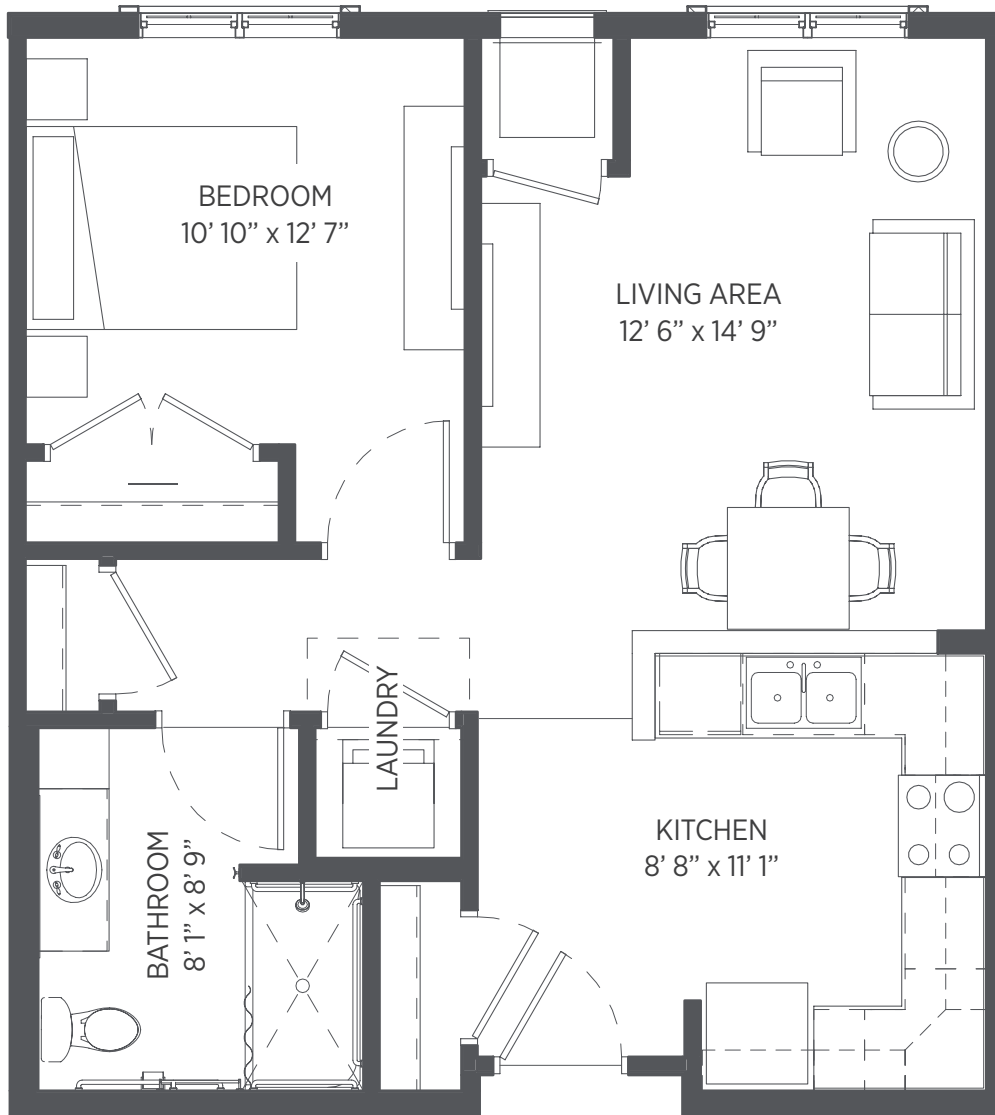 BEDROOM
10’ 10” x 12’ 7”
LIVING AREA
12’ 6” x 14’ 9”
LAUNDRY
KITCHEN
8’ 8” x 11’ 1”
BATHROOM
8’ 1” x 8’ 9”